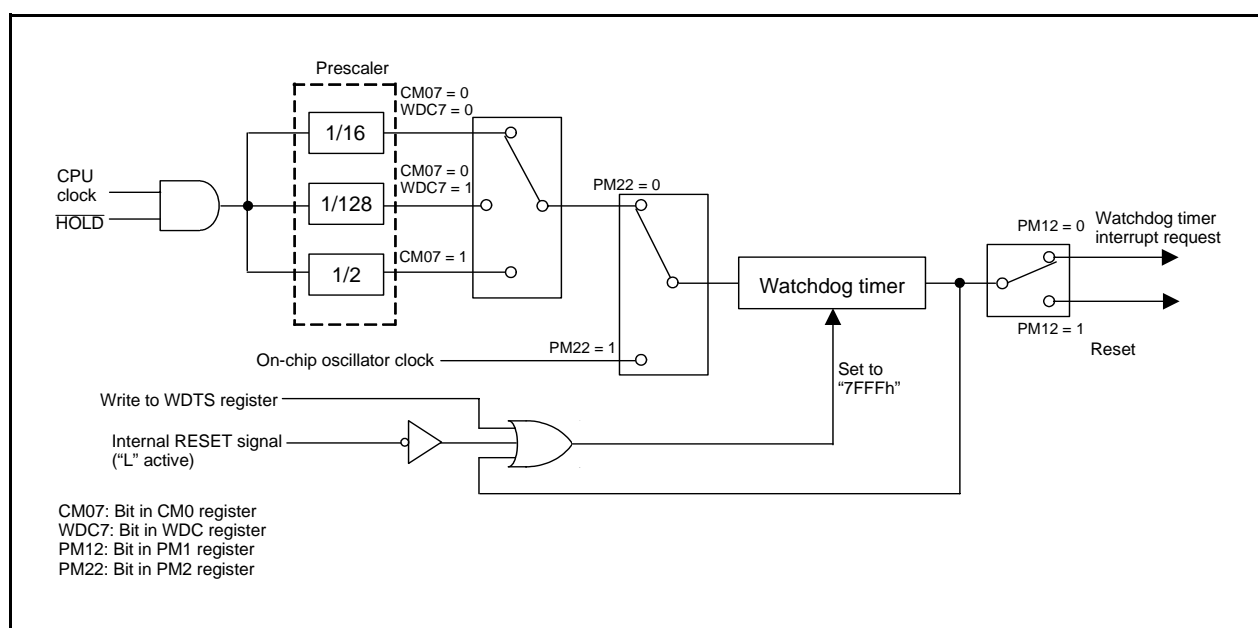 Prescaler
CM07 = 0
WDC7 = 0
1/16
CM07 = 0
WDC7 = 1
1/128
CM07 = 1
1/2
CPU
clock
HOLD
PM22 = 0
PM22 = 1
On-chip oscillator clock
Watchdog timer
PM12 = 0
Watchdog timer
interrupt request
PM12 = 1
Reset
Set to
“7FFFh”
Write to WDTS register
Internal RESET signal
(“L” active)
CM07: Bit in CM0 register
WDC7: Bit in WDC register
PM12: Bit in PM1 register
PM22: Bit in PM2 register